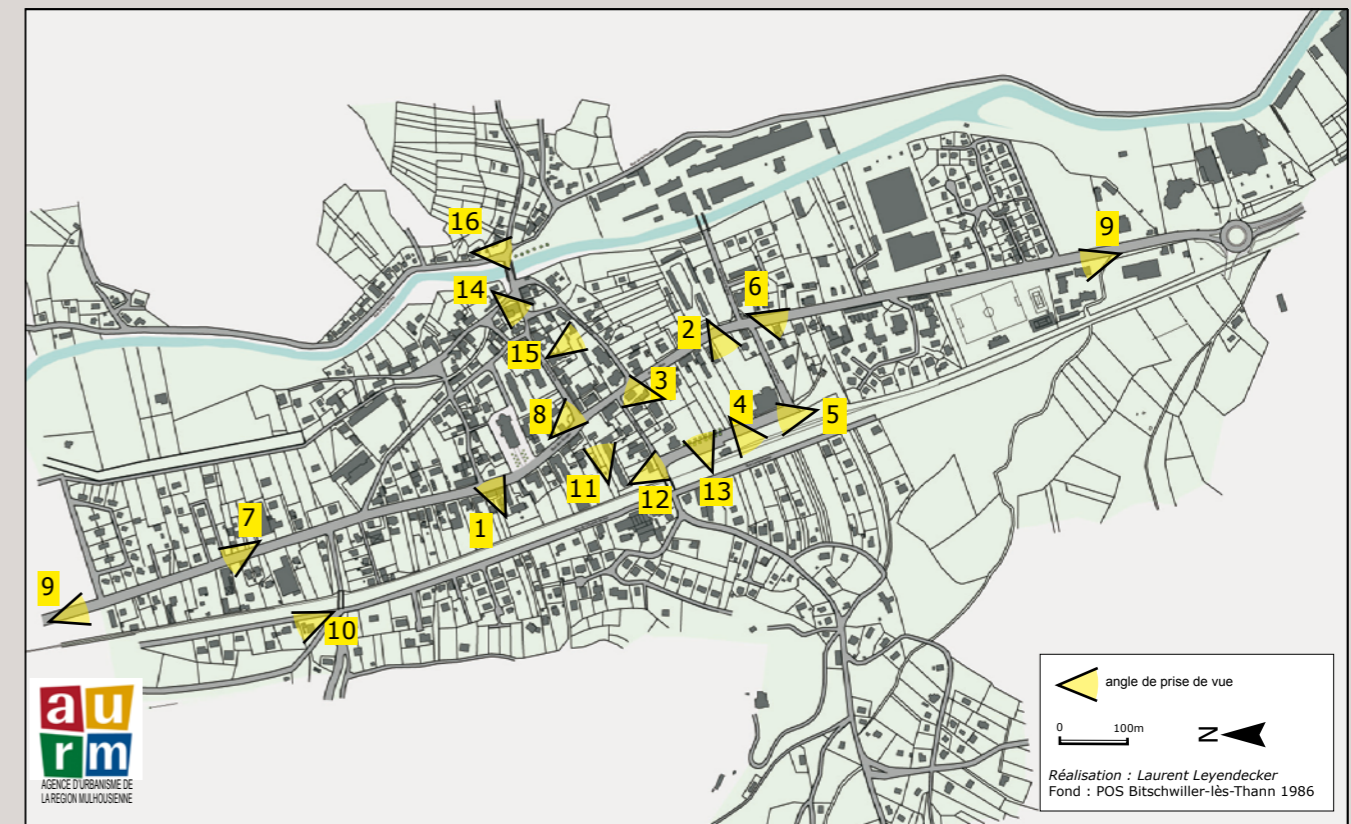 16
9
14
6
2
15
3
8
4
5
11
12
13
1
7
9
10
angle de prise de vue
0 100m
N
Réalisation : Laurent Leyendecker
Fond : POS Bitschwiller-lès-Thann 1986
au
rm
AGENCE D'URBANISME DE
LA REGION MULHOUSIENNE